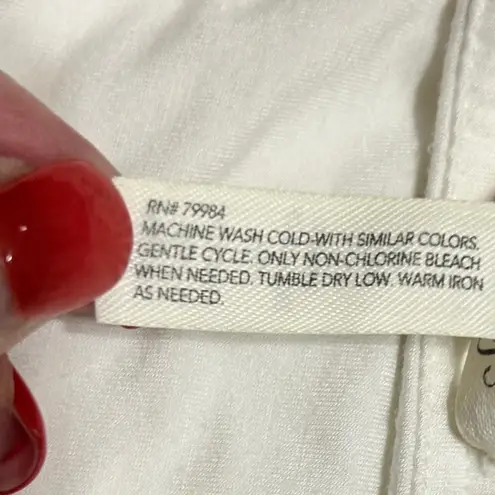 RN# 79984
MACHINE WASH COLD-WITH SIMILAR COLORS.
GENTLE CYCLE. ONLY NON-CHLORINE BLEACH
WHEN NEEDED. TUMBLE DRY LOW. WARM IRON
AS NEEDED.